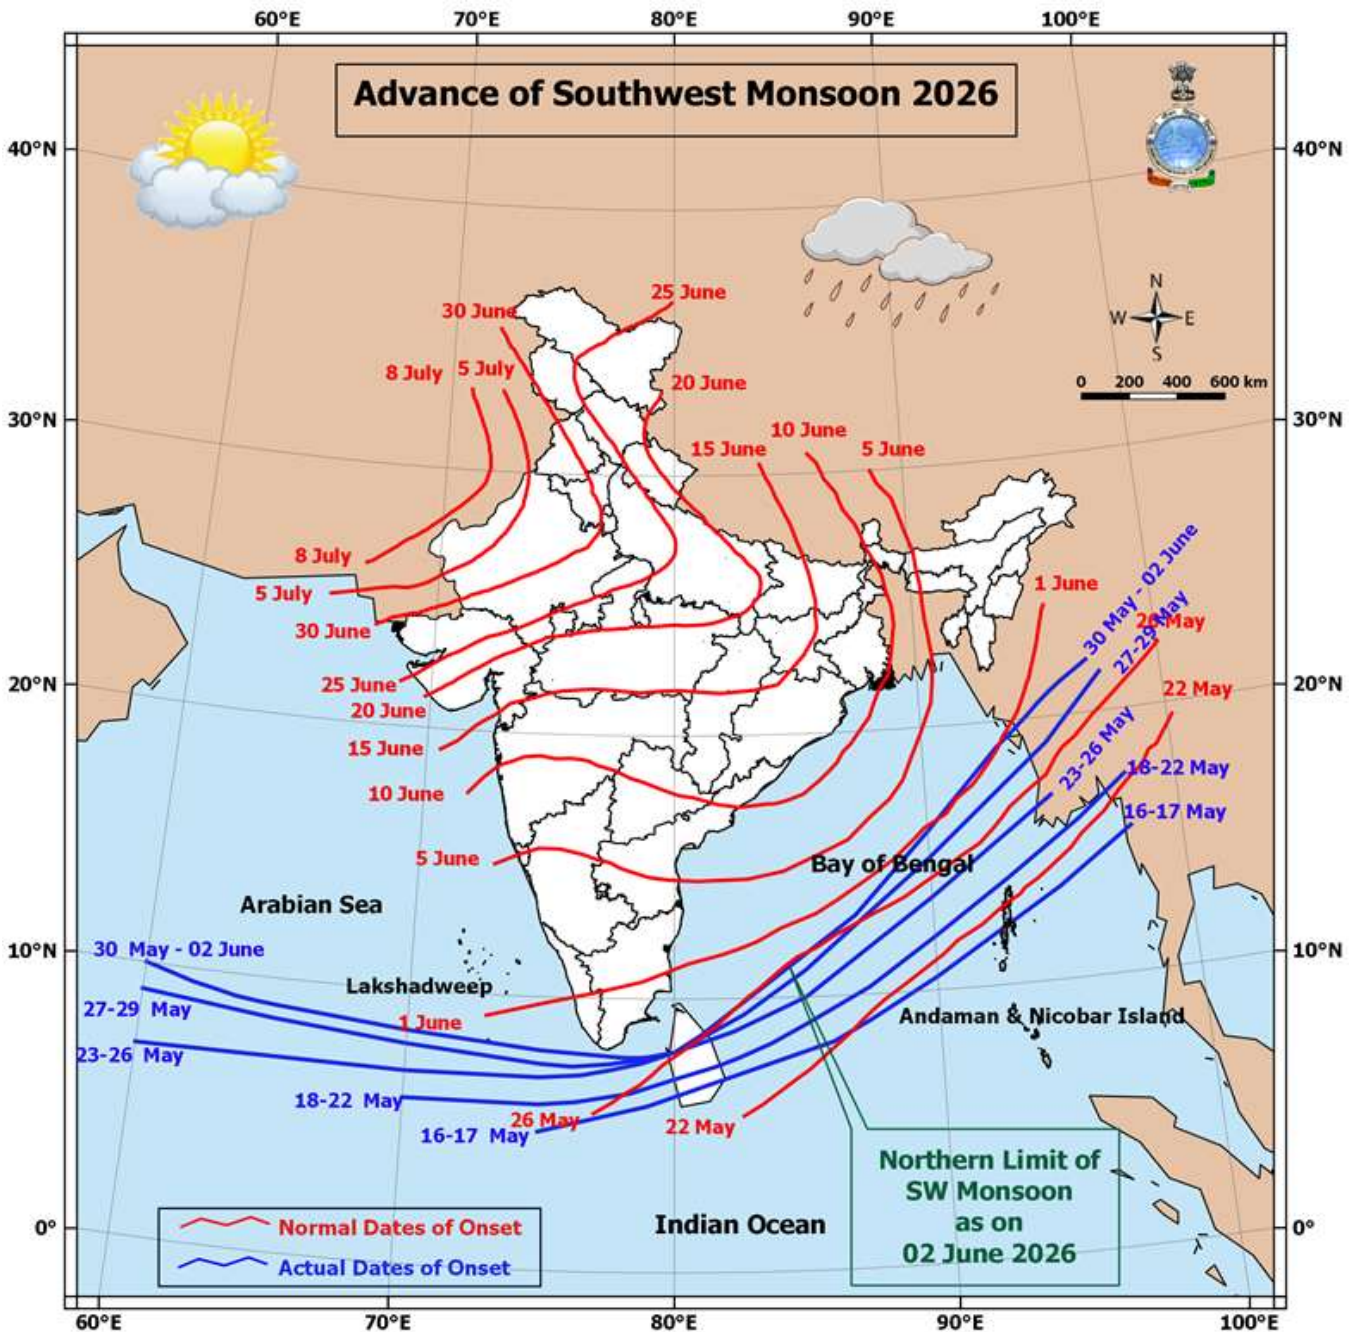 60°E 70°E 80°E 90°E 100°E
Advance of Southwest Monsoon 2026
40°N 40°N
N
W E
S
25 June
30 June
8 July 5 July
20 June
0 200 400 600 km
30°N 30°N
10 June
15 June 5 June
30 May - 02 June
8 July
1 June
5 July
27-29 May
26 May
30 June
20°N 20°N
25 June
22 May
20 June
23-26 May
15 June
18-22 May
10 June
16-17 May
5 June
Bay of Bengal
Arabian Sea
10°N 10°N
30 May - 02 June
Lakshadweep
27-29 May
1 June
Andaman & Nicobar Island
23-26 May
18-22 May
26 May
22 May
16-17 May
Northern Limit of
SW Monsoon
as on
02 June 2026
0° 0°
Indian Ocean
Normal Dates of Onset
Actual Dates of Onset
60°E 70°E 80°E 90°E 100°E